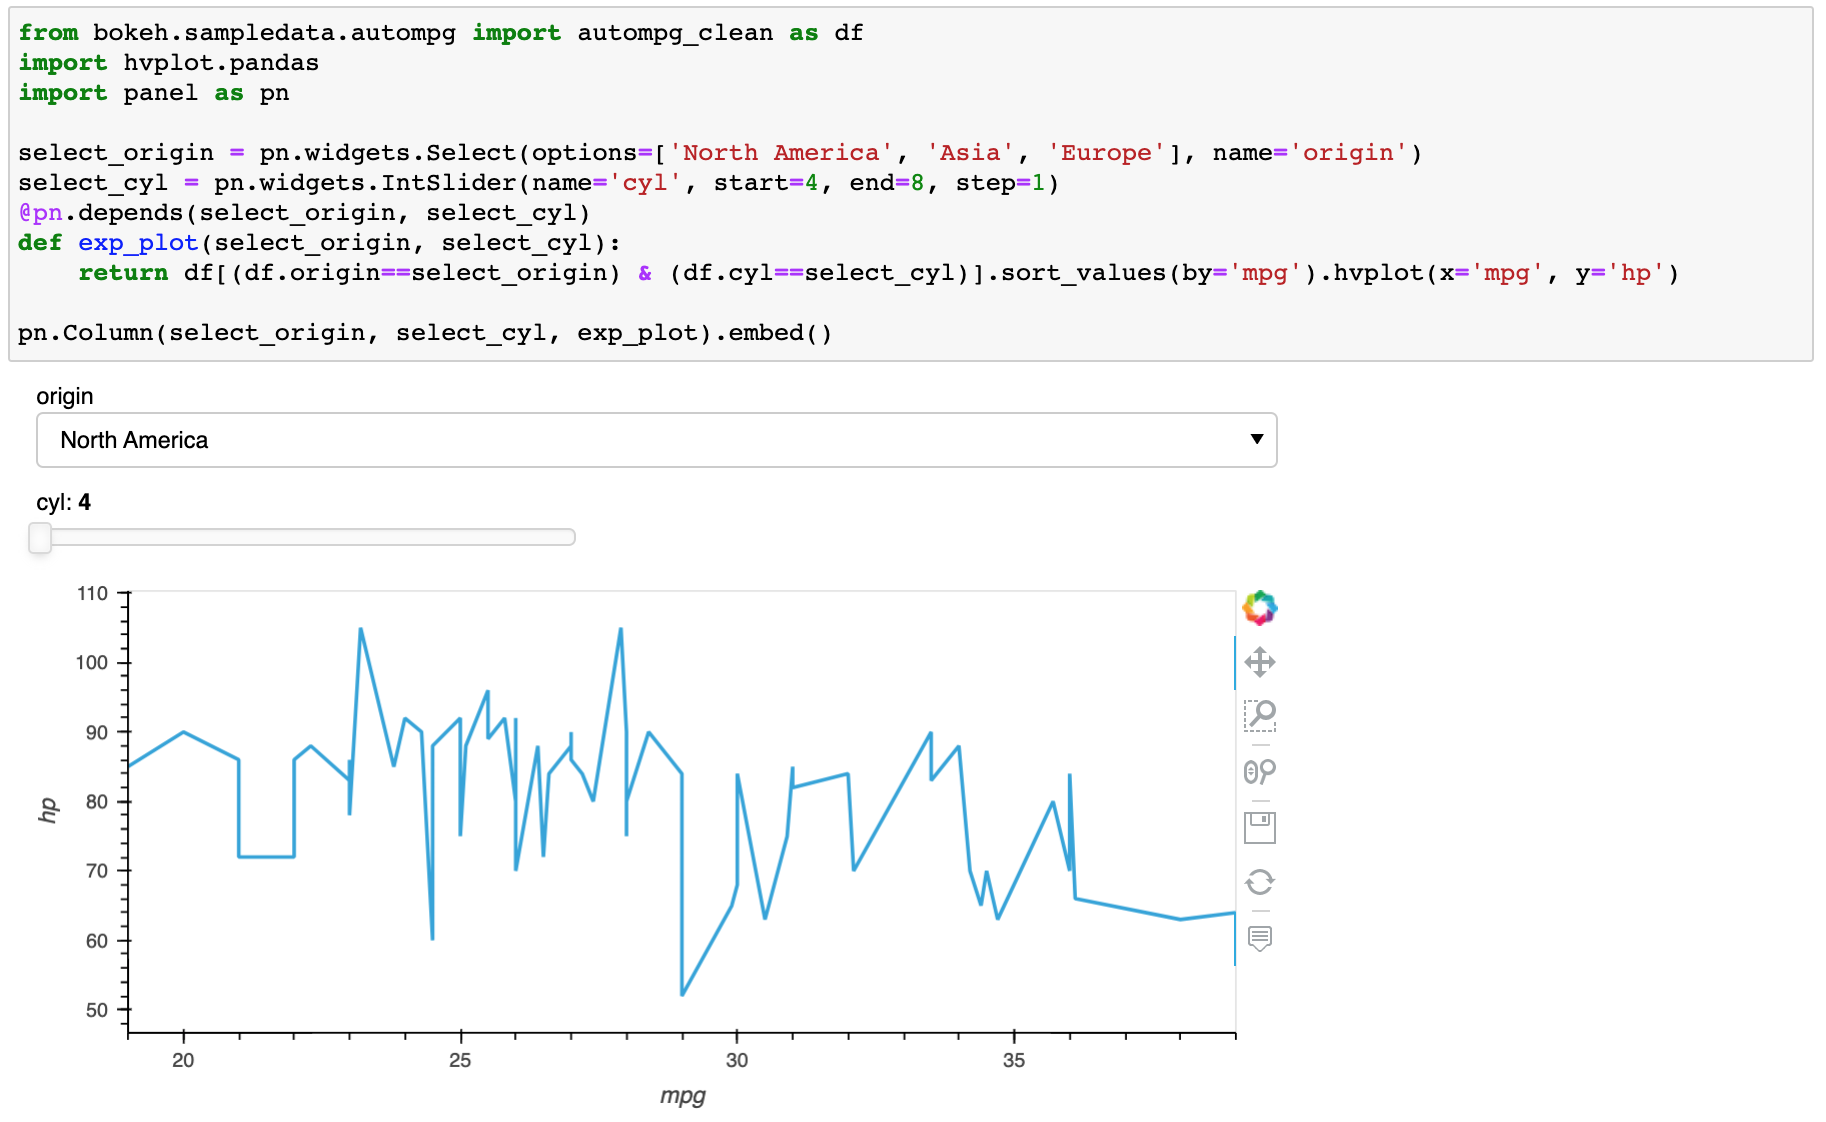 from bokeh.sampledata.autompg import autompg_clean as df
import hvplot.pandas
import panel as pn
select_origin = pn.widgets.Select(options=['North America', 'Asia', 'Europe'], name='origin')
select_cyl = pn.widgets.IntSlider(name='cyl', start=4, end=8, step=1)
@pn.depends(select_origin, select_cyl)
def exp_plot(select_origin, select_cyl):
    return df[(df.origin==select_origin) & (df.cyl==select_cyl)].sort_values(by='mpg').hvplot(x='mpg', y='hp')
pn.Column(select_origin, select_cyl, exp_plot).embed()
origin
North America
cyl: 4
110
100
90
80
70
60
50
hp
20 25 30 35
mpg